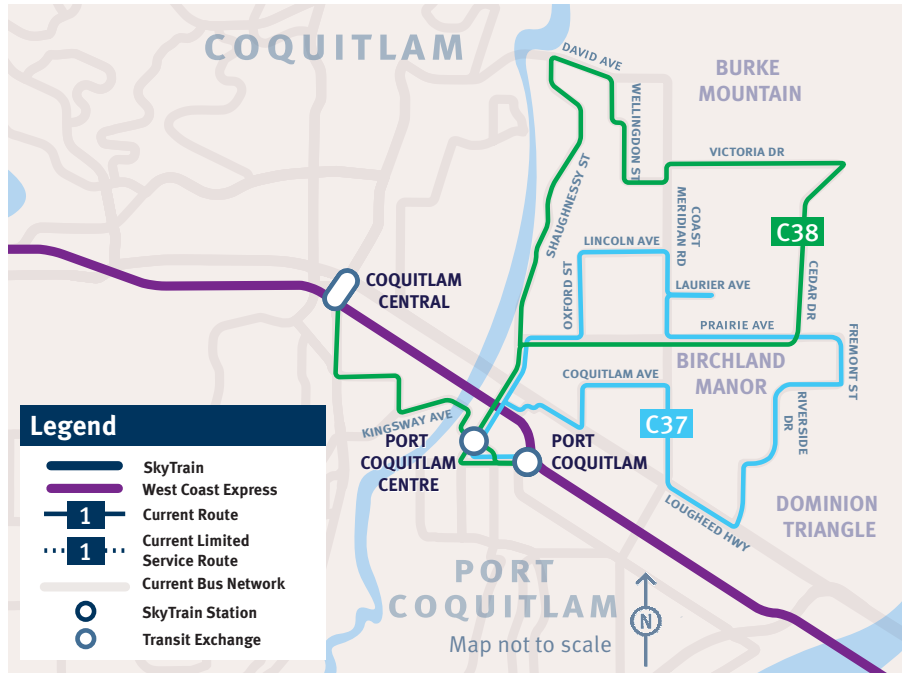 COQUITLAM
DAVID AVE
BURKE
MOUNTAIN
WELLINGDON ST
VICTORIA DR
SHAUGHNESSY ST
COAST
MERIDIAN RD
C38
LINCOLN AVE
OXFORD ST
COQUITLAM
CENTRAL
LAURIER AVE
CEDAR DR
PRAIRIE AVE
FREMONT ST
BIRCHLAND
MANOR
COQUITLAM AVE
RIVERSIDE
DR
KINGSWAY AVE
C37
PORT
COQUITLAM
CENTRE
PORT
COQUITLAM
LOUGHEED HWY
DOMINION
TRIANGLE
PORT
COQUITLAM
Map not to scale
N
Legend
SkyTrain
West Coast Express
1
Current Route
1
Current Limited
Service Route
Current Bus Network
SkyTrain Station
Transit Exchange